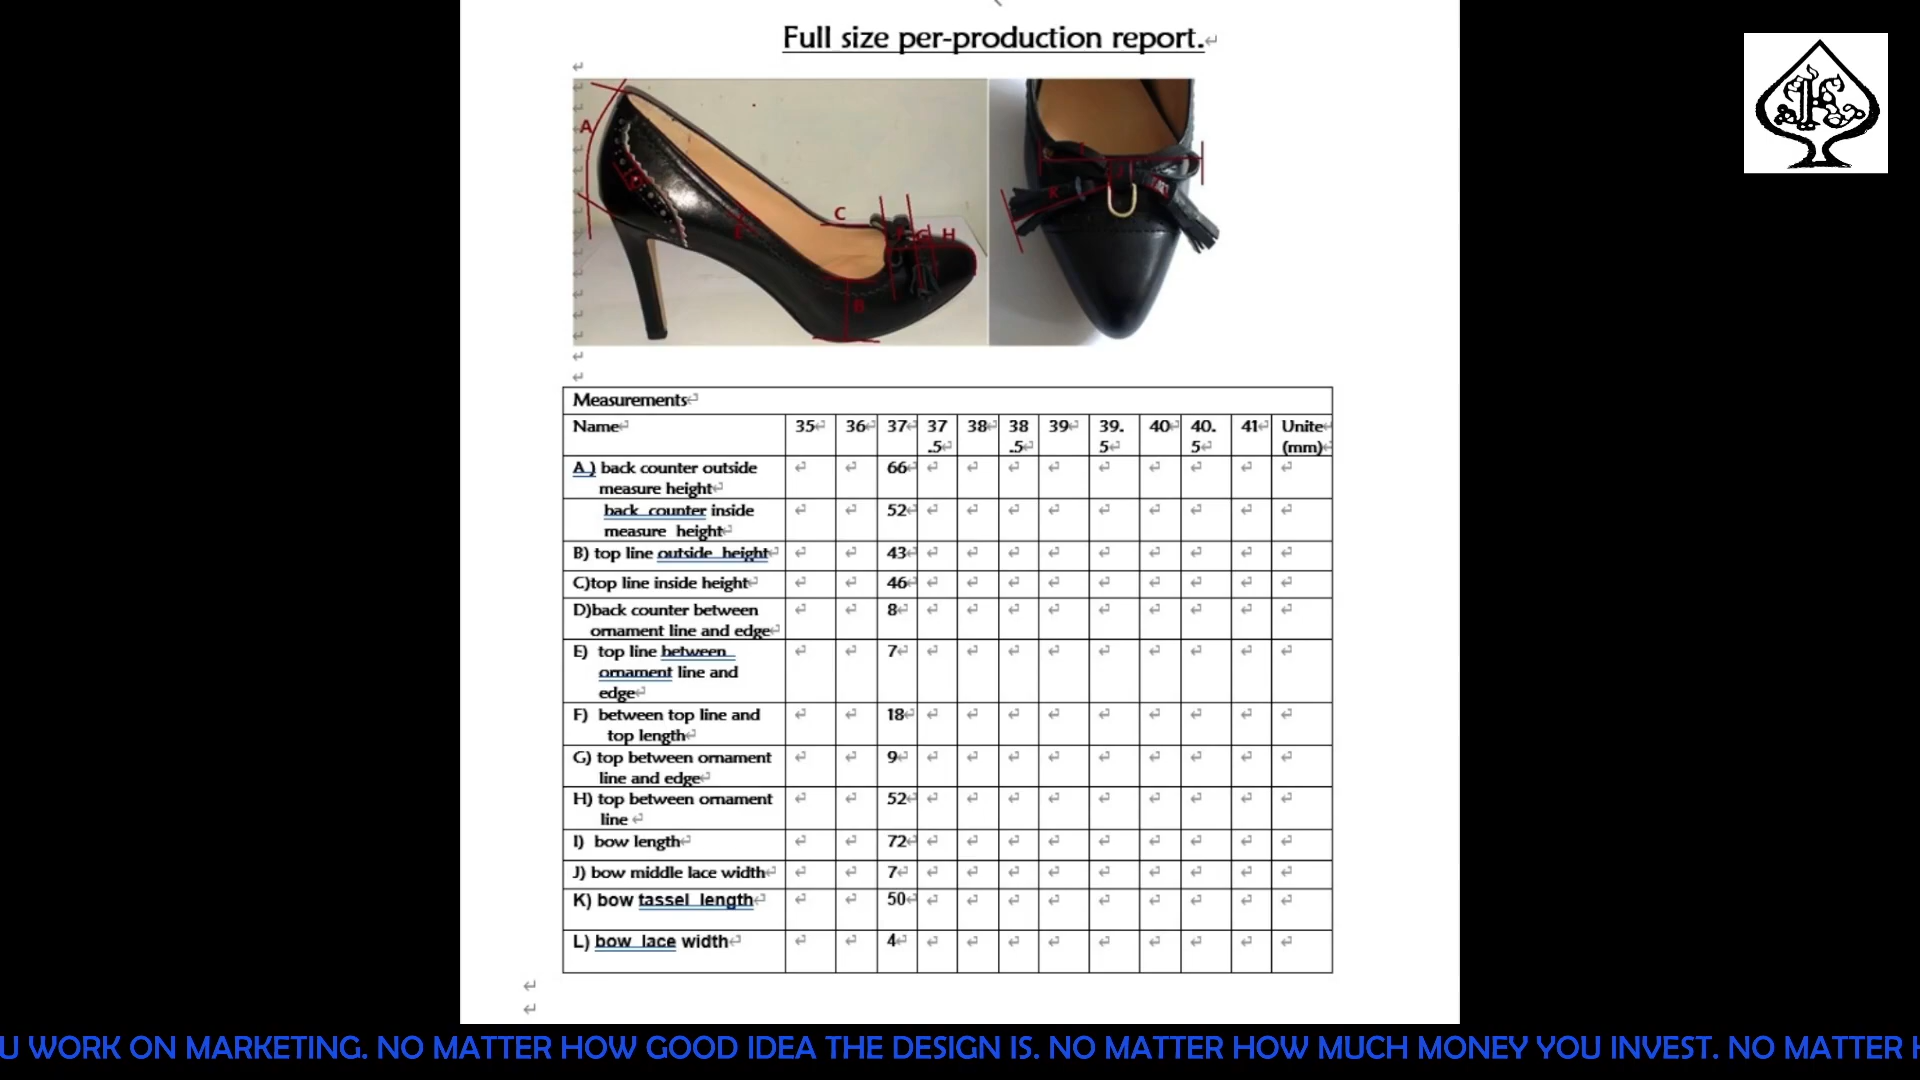 Full size per-production report.
A
C
F G H
E
B
I
K
Measurements
Name 35 36 37 37.5 38 38.5 39 39.5 40 40.5 41 Unite (mm)
A ) back counter outside
measure height 66
back counter inside
measure height 52
B) top line outside height 43
C)top line inside height 46
D)back counter between
ornament line and edge 8
E) top line between
ornament line and
edge 7
F) between top line and
top length 18
G) top between ornament
line and edge 9
H) top between ornament
line 52
I) bow length 72
J) bow middle lace width 7
K) bow tassel length 50
L) bow lace width 4
U WORK ON MARKETING. NO MATTER HOW GOOD IDEA THE DESIGN IS. NO MATTER HOW MUCH MONEY YOU INVEST. NO MATTER